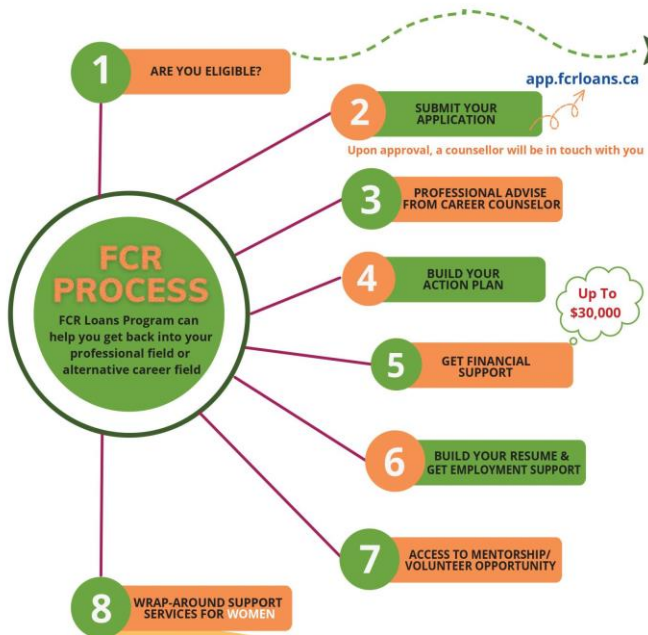 1
ARE YOU ELIGIBLE?
app.fcrloans.ca
2
SUBMIT YOUR
APPLICATION
Upon approval, a counsellor will be in touch with you
3
PROFESSIONAL ADVISE
FROM CAREER COUNSELOR
FCR
PROCESS
FCR Loans Program can
help you get back into your
professional field or
alternative career field
4
BUILD YOUR
ACTION PLAN
Up To
$30,000
5
GET FINANCIAL
SUPPORT
6
BUILD YOUR RESUME &
GET EMPLOYMENT SUPPORT
7
ACCESS TO MENTORSHIP/
VOLUNTEER OPPORTUNITY
8
WRAP-AROUND SUPPORT
SERVICES FOR WOMEN